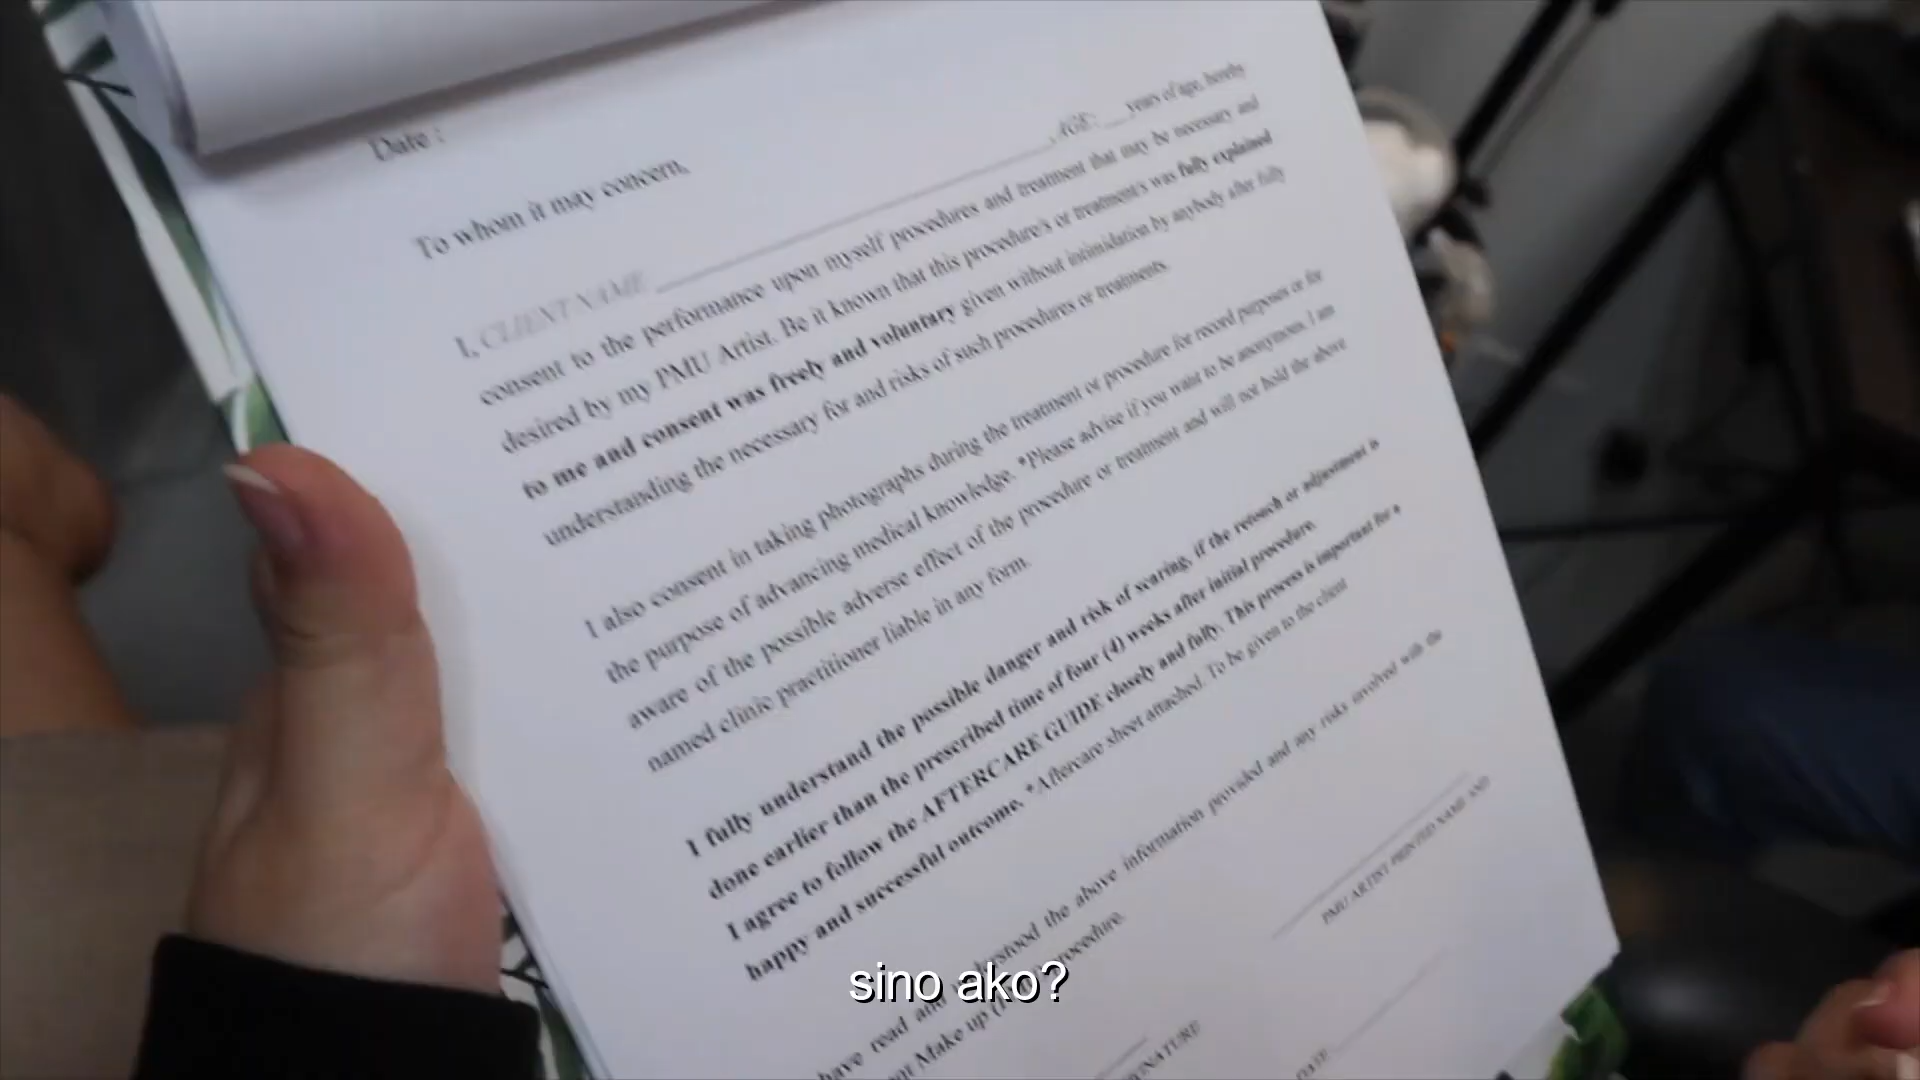 Date :
To whom it may concern,
I, CLIENT NAME ____________________, AGE: ___ years of age, hereby
consent to the performance upon myself procedures and treatment that may be necessary and
desired by my PMU Artist. Be it known that this procedure's or treatment's was fully explained
to me and consent was freely and voluntary given without intimidation by anybody after fully
understanding the necessary for and risks of such procedures or treatments.
I also consent in taking photographs during the treatment or procedure for record purposes or for
the purpose of advancing medical knowledge. *Please advise if you want to be anonymous. I am
aware of the possible adverse effect of the procedure or treatment and will not hold the above
named clinic practitioner liable in any form.
I fully understand the possible danger and risk of scaring, if the retouch or adjustment is
done earlier than the prescribed time of four (4) weeks after initial procedure.
I agree to follow the AFTERCARE GUIDE closely and fully. This process is important for a
happy and successful outcome. *Aftercare sheet attached. To be given to the client
have read and understood the above information provided and any risks involved with the
Make up procedure.
PMU ARTIST PRINTED NAME AND
sino ako?